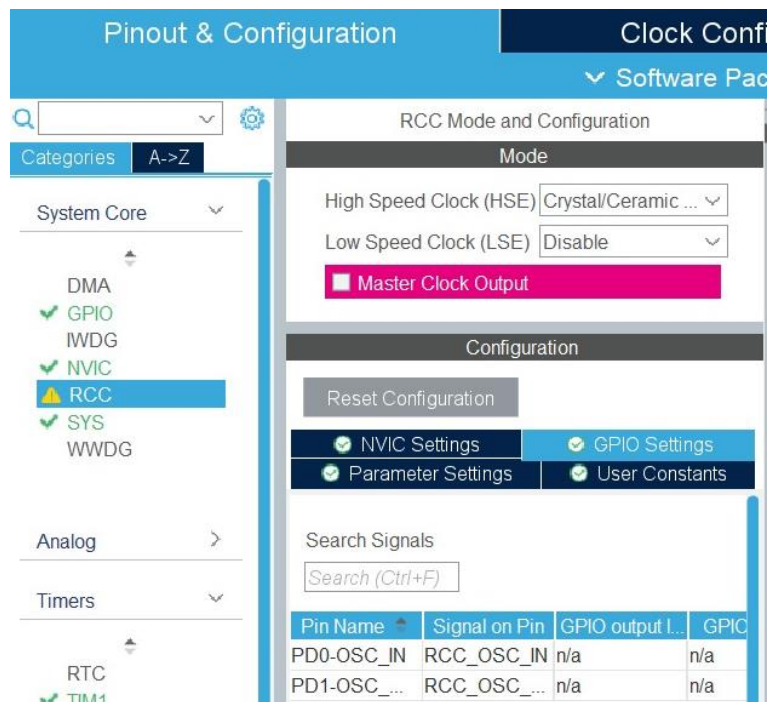 Pinout & Configuration
Clock Confi
Software Pac
RCC Mode and Configuration
Categories A->Z
Mode
System Core
High Speed Clock (HSE) Crystal/Ceramic ...
Low Speed Clock (LSE) Disable
Master Clock Output
DMA
GPIO
IWDG
NVIC
RCC
SYS
WWDG
Configuration
Reset Configuration
NVIC Settings GPIO Settings
Parameter Settings User Constants
Analog
Timers
RTC
TIM1
Search Signals
Search (Ctrl+F)
Pin Name Signal on Pin GPIO output l... GPIO
PD0-OSC_IN RCC_OSC_IN n/a n/a
PD1-OSC_... RCC_OSC_... n/a n/a